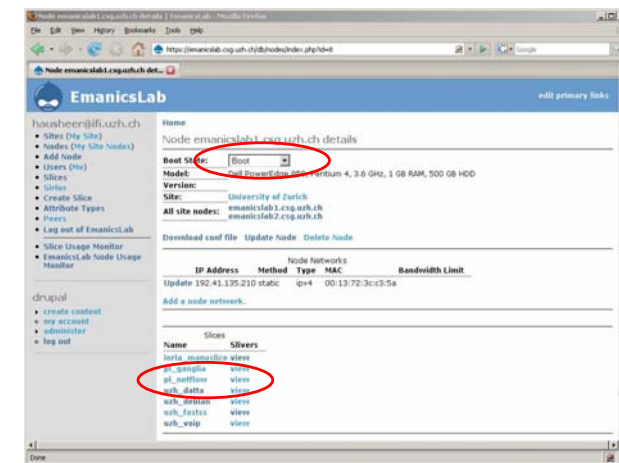 Node emanicslab1.csg.uzh.ch details | EmanicsLab - Mozilla Firefox
File Edit View History Bookmarks Tools Help
https://emanicslab.csg.uzh.ch/db/nodes/index.php?id=8
Google
Node emanicslab1.csg.uzh.ch det...
EmanicsLab
edit primary links
hausheer@ifi.uzh.ch
Sites (My Site)
Nodes (My Site Nodes)
Add Node
Users (Me)
Slices
Sirius
Create Slice
Attribute Types
Peers
Log out of EmanicsLab
Slice Usage Monitor
EmanicsLab Node Usage Monitor
drupal
create content
my account
administer
log out
Home
Node emanicslab1.csg.uzh.ch details
Boot State: Boot
Model: Dell PowerEdge 850, Pentium 4, 3.6 GHz, 1 GB RAM, 500 GB HDD
Version:
Site: University of Zurich
All site nodes: emanicslab1.csg.uzh.ch
emanicslab2.csg.uzh.ch
Download conf file Update Node Delete Node
Node Networks
IP Address Method Type MAC Bandwidth Limit
Update 192.41.135.210 static ipv4 00:13:72:3c:c3:5a
Add a node network.
Slices
Name Slivers
inria_manuslice view
pl_ganglia view
pl_netflow view
uzh_datta view
uzh_debian view
uzh_fastss view
uzh_voip view
Done